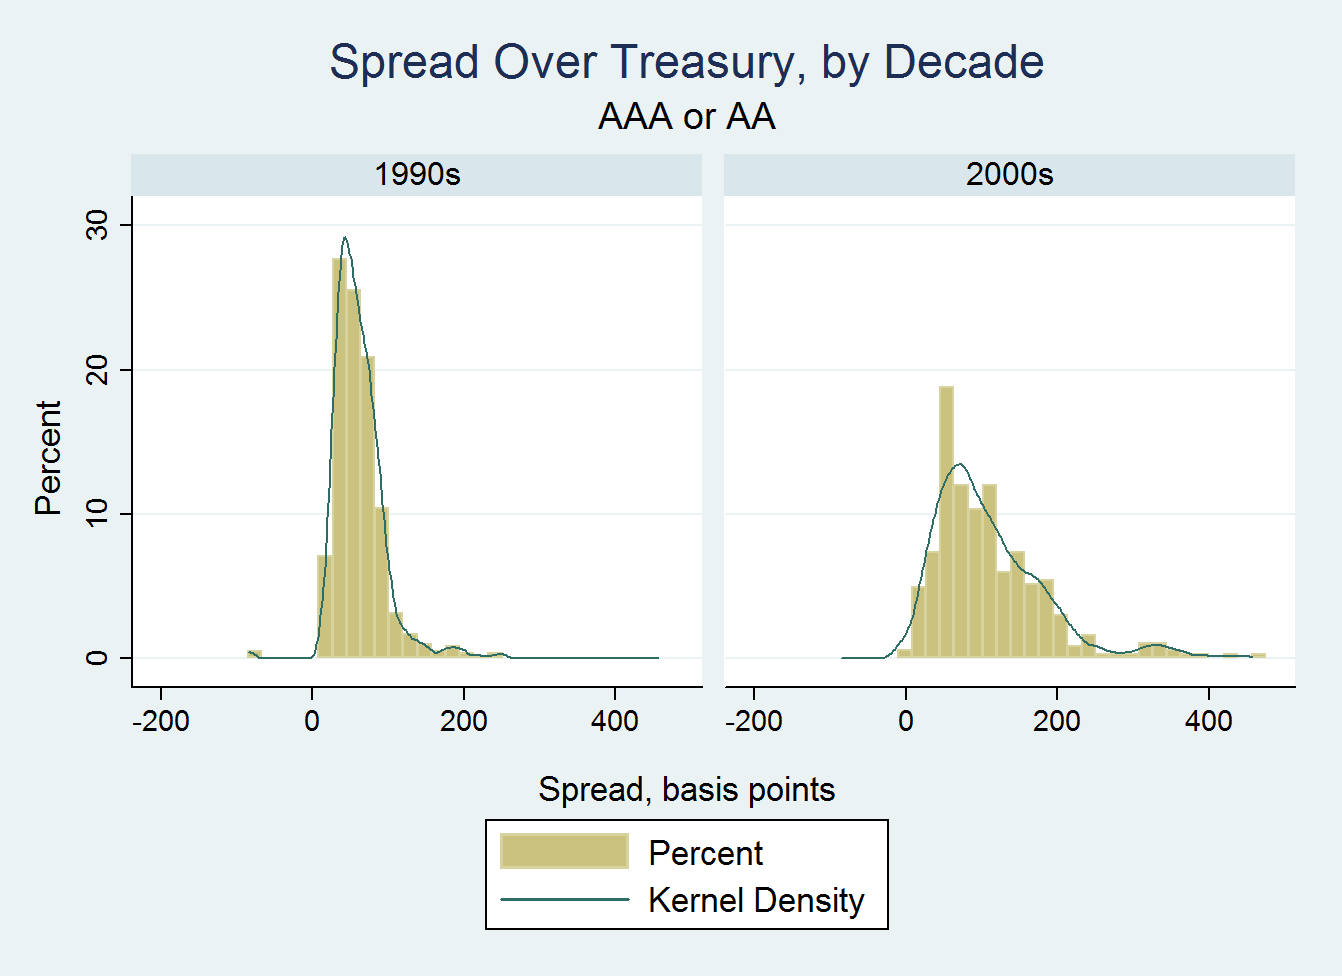 Spread Over Treasury, by Decade
AAA or AA
1990s
2000s
Percent
30
20
10
0
-200 0 200 400
-200 0 200 400
Spread, basis points
Percent
Kernel Density